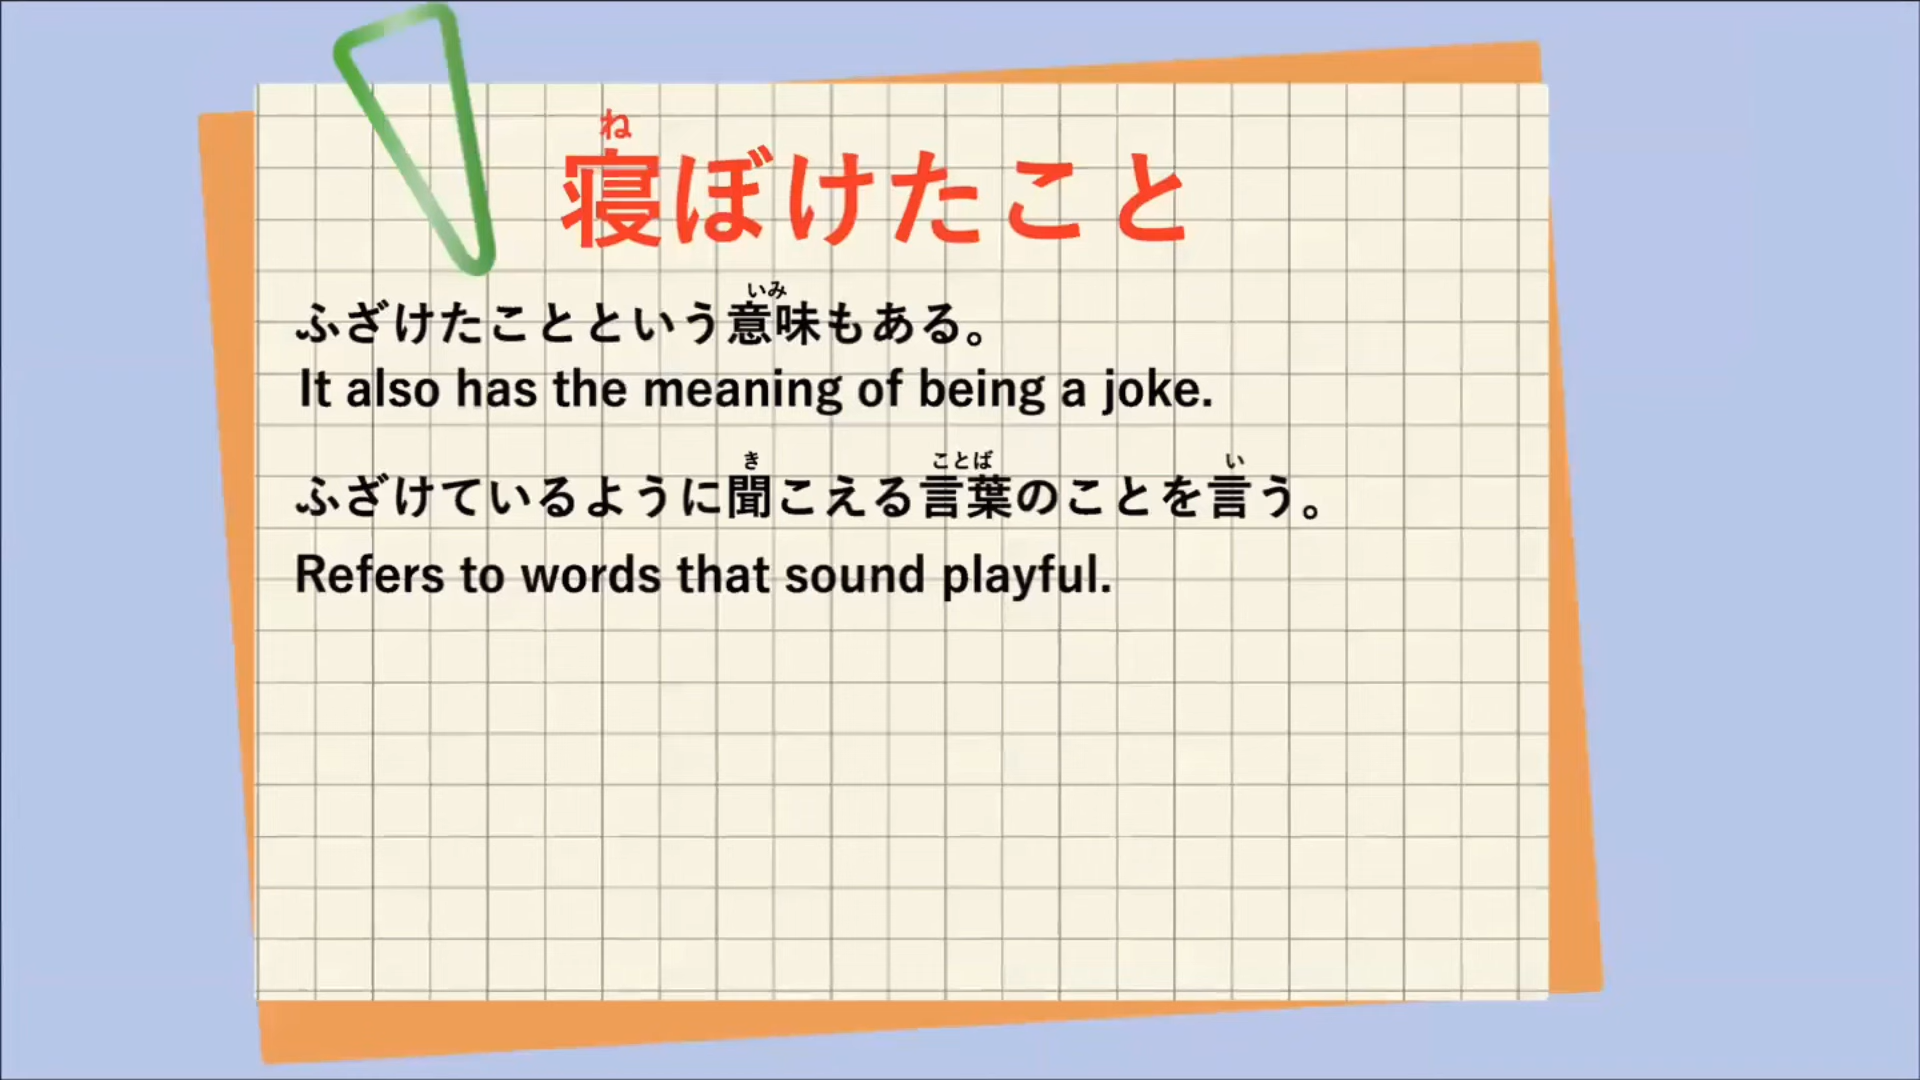 ね
寝ぼけたこと
いみ
ふざけたことという意味もある。
It also has the meaning of being a joke.
き ことば い
ふざけているように聞こえる言葉のことを言う。
Refers to words that sound playful.